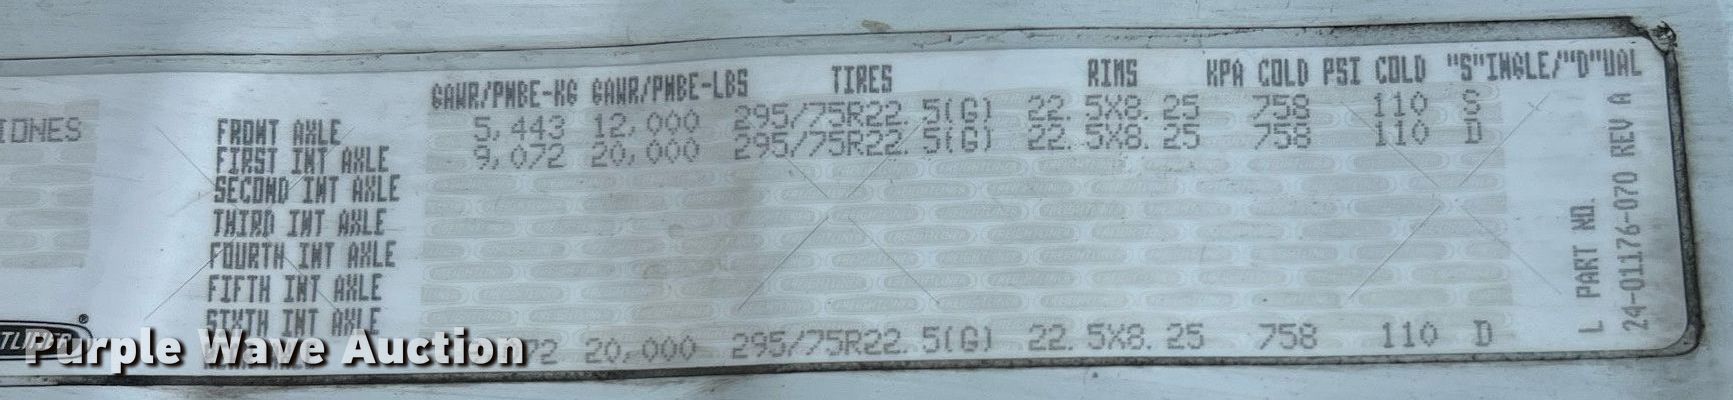 GAWR/PNBE-KG GAWR/PNBE-LBS TIRES RIMS KPA COLD PSI COLD "S"INGLE/"D"UAL
IONES
FRONT AXLE 5,443 12,000 295/75R22.5(G) 22.5X8.25 758 110 S
FIRST INT AXLE 9,072 20,000 295/75R22.5(G) 22.5X8.25 758 110 D
SECOND INT AXLE
THIRD INT AXLE
FOURTH INT AXLE
FIFTH INT AXLE
SIXTH INT AXLE
072 20,000 295/75R22.5(G) 22.5X8.25 758 110 D
L PART NO.
24-01176-070 REV A
TLINER®
Purple Wave Auction